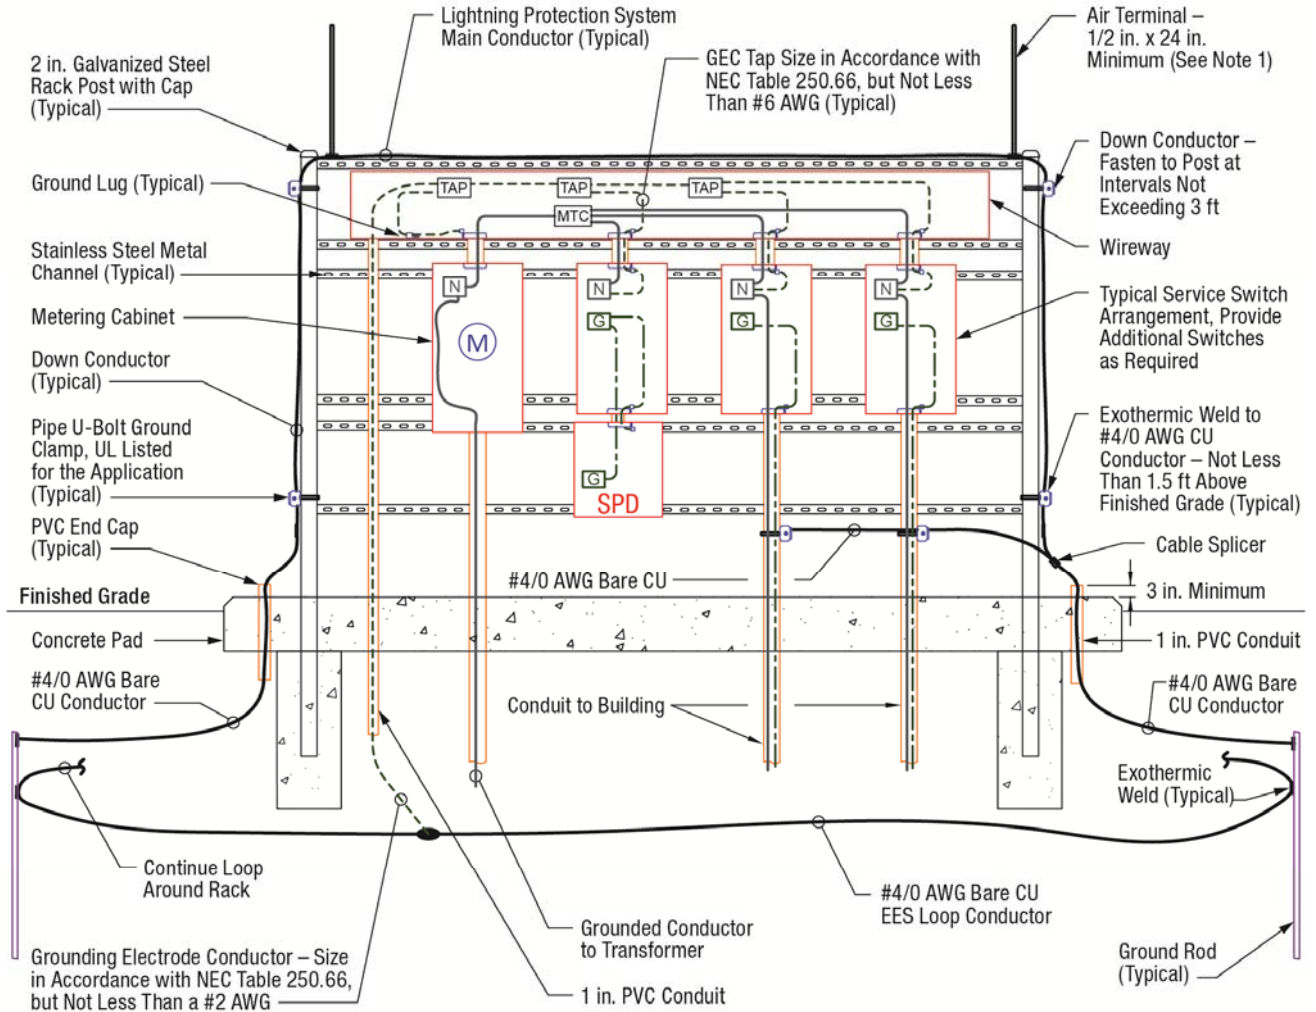 Lightning Protection System
Main Conductor (Typical)
Air Terminal –
1/2 in. x 24 in.
Minimum (See Note 1)
GEC Tap Size in Accordance with
NEC Table 250.66, but Not Less
Than #6 AWG (Typical)
2 in. Galvanized Steel
Rack Post with Cap
(Typical)
Down Conductor –
Fasten to Post at
Intervals Not
Exceeding 3 ft
Ground Lug (Typical)
TAP
TAP
TAP
MTC
Wireway
Stainless Steel Metal
Channel (Typical)
N
N
N
N
Typical Service Switch
Arrangement, Provide
Additional Switches
as Required
Metering Cabinet
G
G
G
M
Down Conductor
(Typical)
Pipe U-Bolt Ground
Clamp, UL Listed
for the Application
(Typical)
Exothermic Weld to
#4/0 AWG CU
Conductor – Not Less
Than 1.5 ft Above
Finished Grade (Typical)
G
SPD
PVC End Cap
(Typical)
Cable Splicer
#4/0 AWG Bare CU
3 in. Minimum
Finished Grade
Concrete Pad
1 in. PVC Conduit
#4/0 AWG Bare
CU Conductor
Conduit to Building
#4/0 AWG Bare
CU Conductor
Exothermic
Weld (Typical)
Continue Loop
Around Rack
#4/0 AWG Bare CU
EES Loop Conductor
Grounded Conductor
to Transformer
Ground Rod
(Typical)
Grounding Electrode Conductor – Size
in Accordance with NEC Table 250.66,
but Not Less Than a #2 AWG
1 in. PVC Conduit